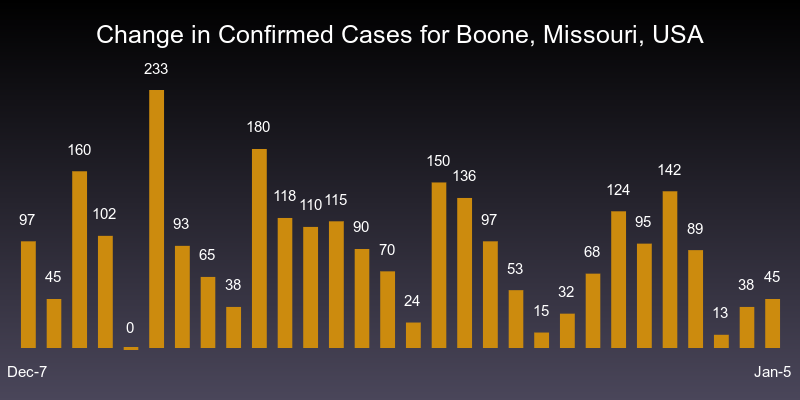 Change in Confirmed Cases for Boone, Missouri, USA
97 45 160 102 0 233 93 65 38 180 118 110 115 90 70 24 150 136 97 53 15 32 68 124 95 142 89 13 38 45
Dec-7 Jan-5